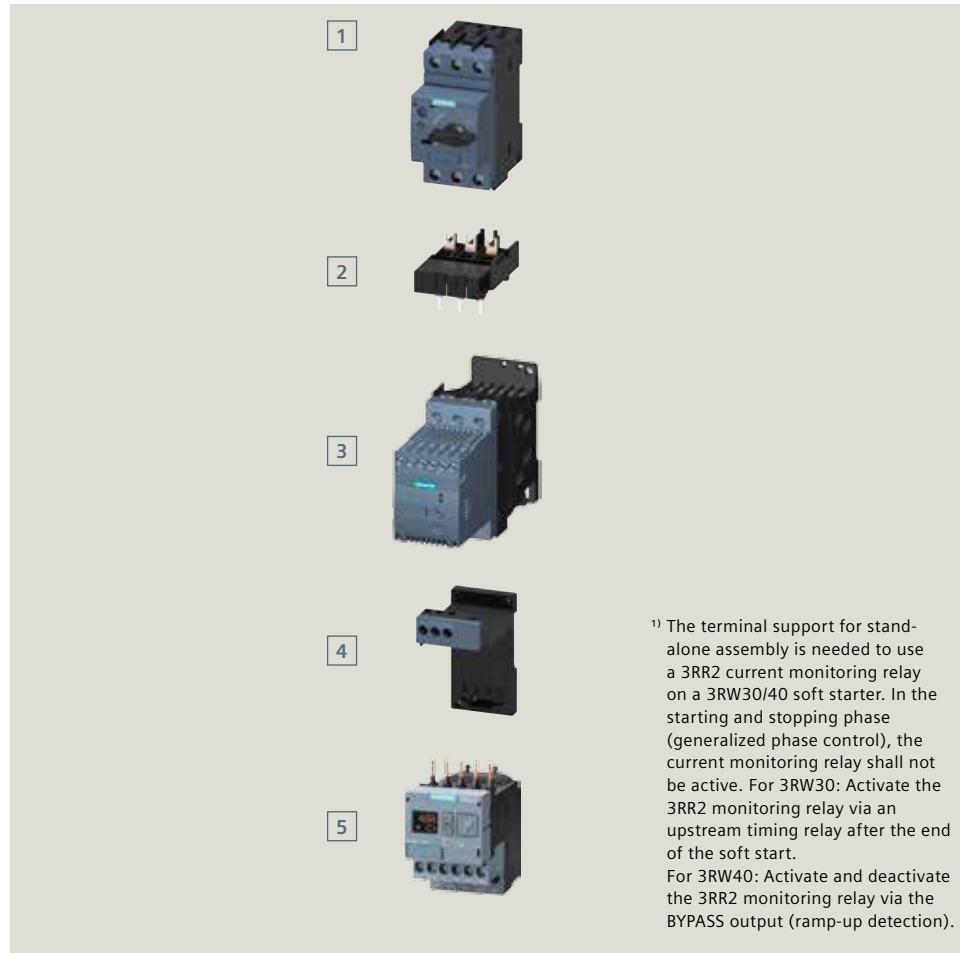 1
2
3
4
5
¹⁾ The terminal support for stand-
alone assembly is needed to use
a 3RR2 current monitoring relay
on a 3RW30/40 soft starter. In the
starting and stopping phase
(generalized phase control), the
current monitoring relay shall not
be active. For 3RW30: Activate the
3RR2 monitoring relay via an
upstream timing relay after the end
of the soft start.
For 3RW40: Activate and deactivate
the 3RR2 monitoring relay via the
BYPASS output (ramp-up detection).